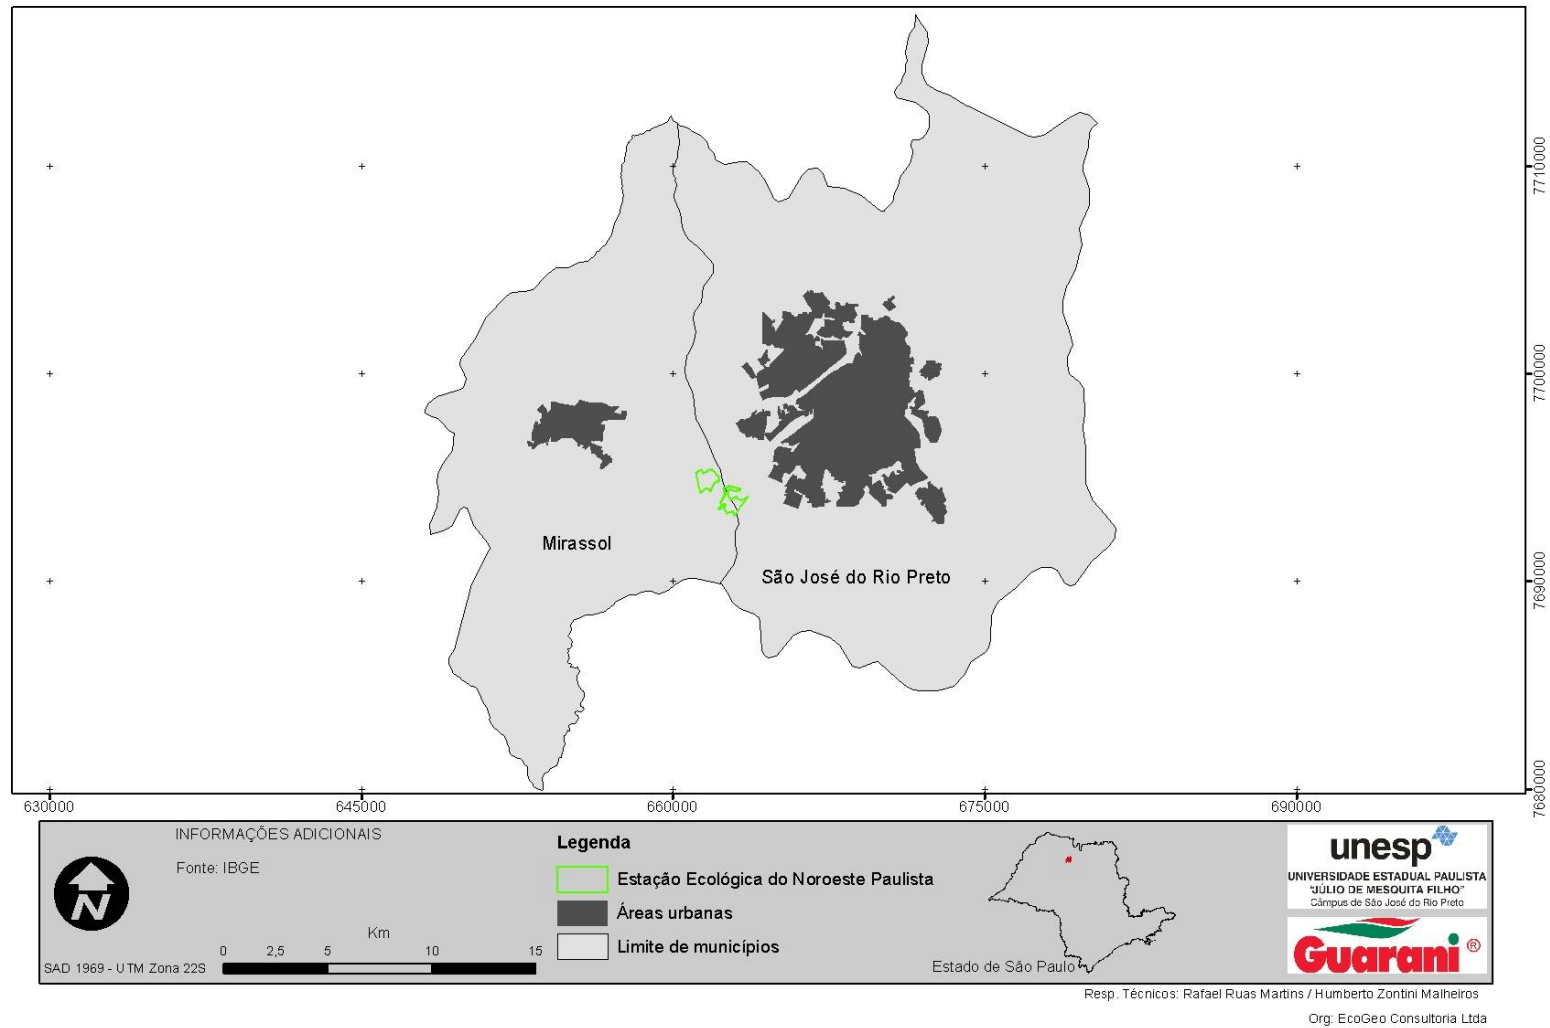 7710000
7700000
Mirassol
São José do Rio Preto
7690000
7680000
630000
645000
660000
675000
690000
INFORMAÇÕES ADICIONAIS
Fonte: IBGE
N
Km
0 2,5 5 10 15
SAD 1969 - UTM Zona 22S
Legenda
Estação Ecológica do Noroeste Paulista
Áreas urbanas
Limite de municípios
Estado de São Paulo
unesp
UNIVERSIDADE ESTADUAL PAULISTA
"JÚLIO DE MESQUITA FILHO"
Câmpus de São José do Rio Preto
Guarani ®
Resp. Técnicos: Rafael Ruas Martins / Humberto Zontini Malheiros
Org: EcoGeo Consultoria Ltda